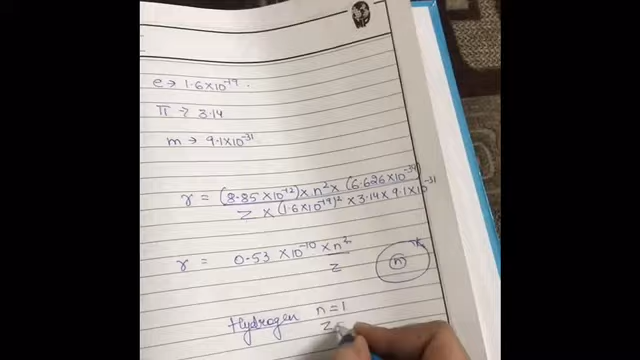 e → 1.6×10⁻¹⁹.
π → 3.14
m → 9.1×10⁻³¹
r = (8.85×10⁻¹²)×n²×(6.626×10⁻³⁴)
Z×(1.6×10⁻¹⁹)²×3.14×9.1×10⁻³¹
r = 0.53×10⁻¹⁰×n²
Z
n
Hydrogen n=1
Z=